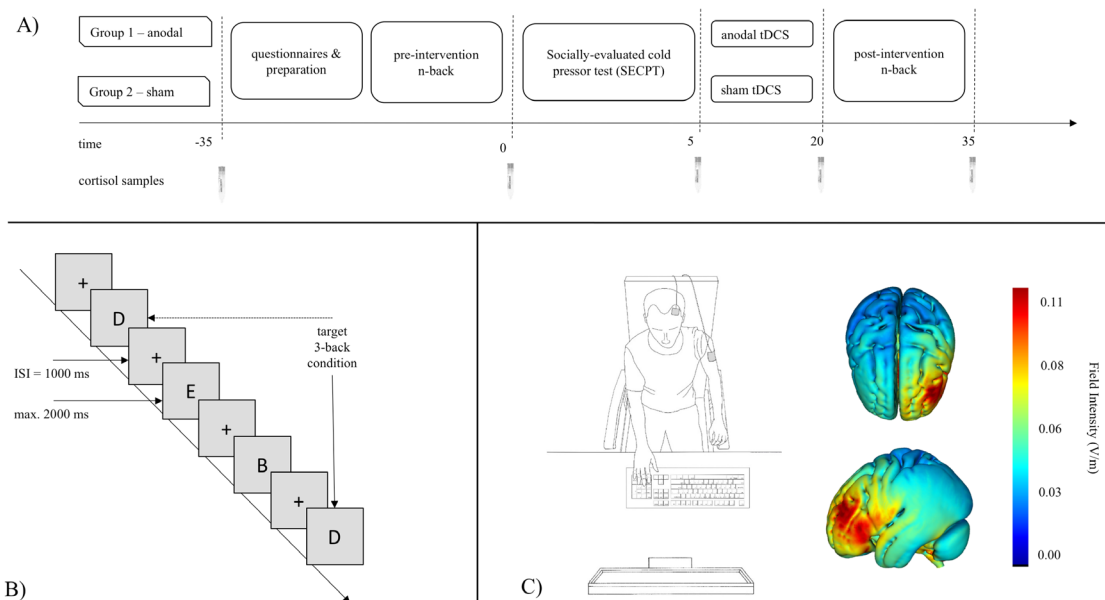 A)
Group 1 – anodal
Group 2 – sham
questionnaires &
preparation
pre-intervention
n-back
Socially-evaluated cold
pressor test (SECPT)
anodal tDCS
sham tDCS
post-intervention
n-back
time
-35
0
5
20
35
cortisol samples
+
D
+
E
+
B
+
D
target
3-back
condition
ISI = 1000 ms
max. 2000 ms
B)
C)
0.11
0.08
0.06
0.03
0.00
Field Intensity (V/m)